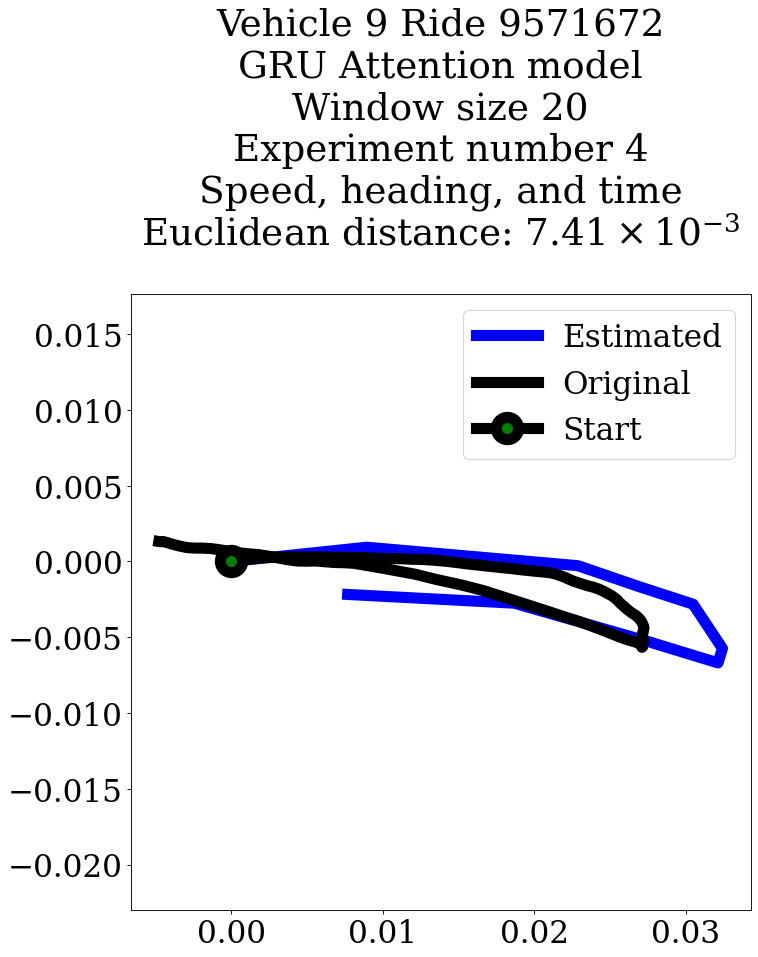 Vehicle 9 Ride 9571672
GRU Attention model
Window size 20
Experiment number 4
Speed, heading, and time
Euclidean distance: 7.41 × 10⁻³
Estimated
Original
Start
0.015
0.010
0.005
0.000
−0.005
−0.010
−0.015
−0.020
0.00 0.01 0.02 0.03